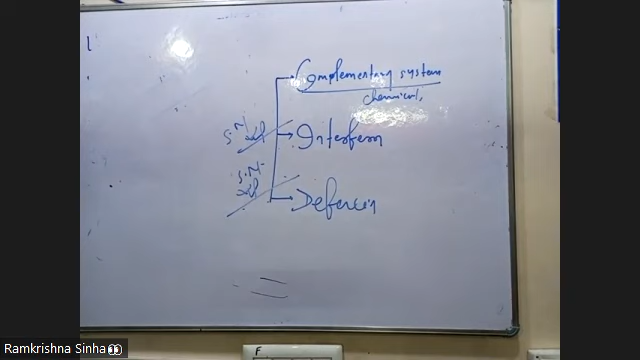 Complementary system
chemical,
S.N
Interferon
S.N
Defensin
F
Ramkrishna Sinha